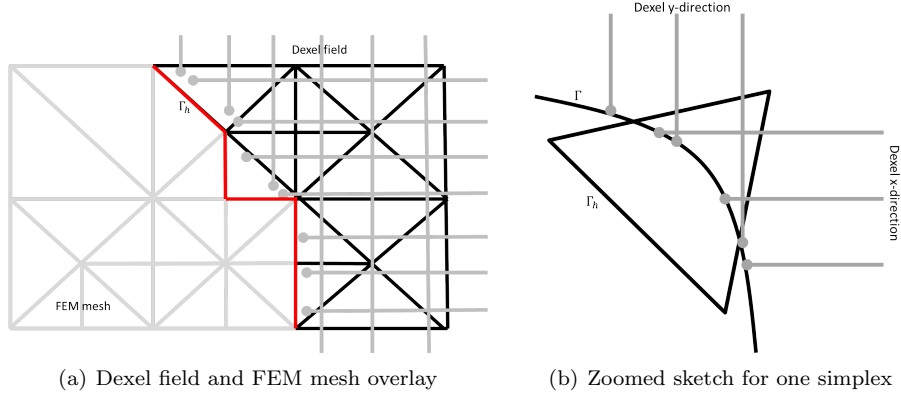 Dexel field
Γh
FEM mesh
(a) Dexel field and FEM mesh overlay
Dexel y-direction
Γ
Γh
Dexel x-direction
(b) Zoomed sketch for one simplex